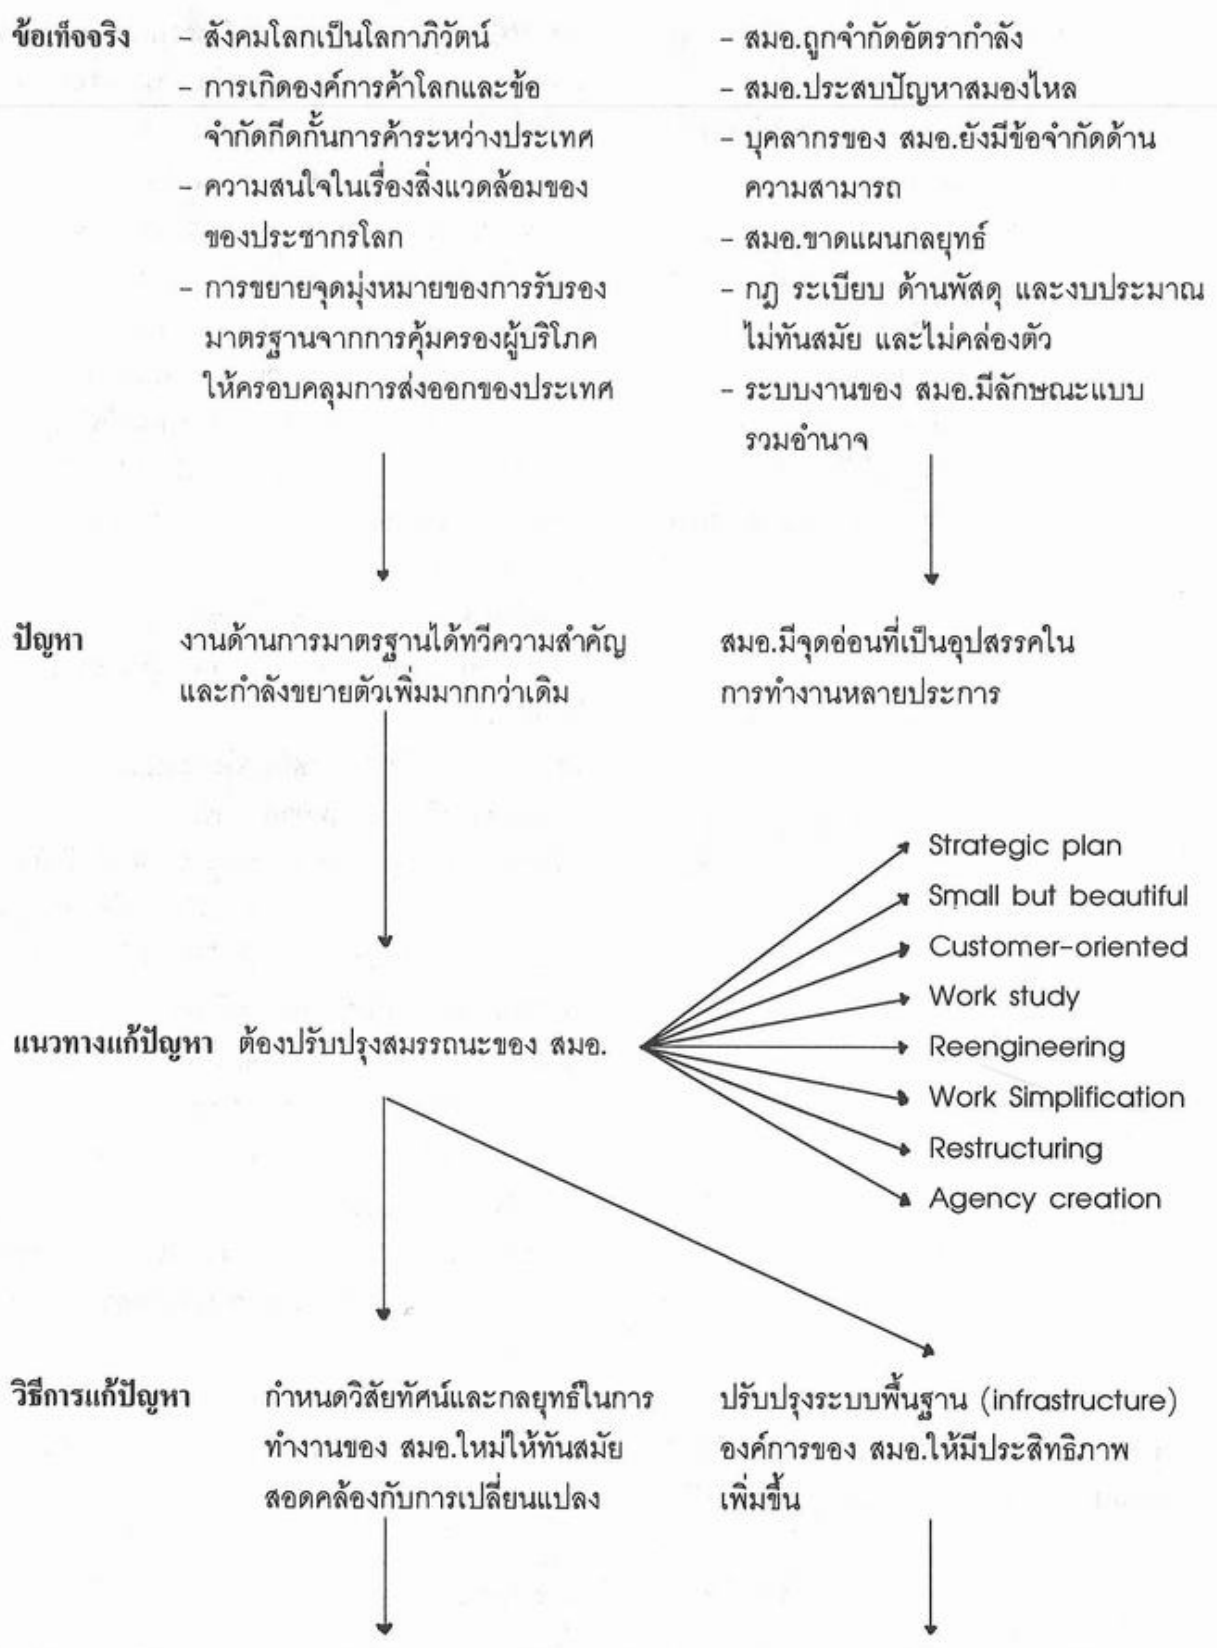 ข้อเท็จจริง
- สังคมโลกเป็นโลกาภิวัตน์
- การเกิดองค์การค้าโลกและข้อ
จำกัดกีดกั้นการค้าระหว่างประเทศ
- ความสนใจในเรื่องสิ่งแวดล้อมของ
ของประชากรโลก
- การขยายจุดมุ่งหมายของการรับรอง
มาตรฐานจากการคุ้มครองผู้บริโภค
ให้ครอบคลุมการส่งออกของประเทศ
- สมอ.ถูกจำกัดอัตรากำลัง
- สมอ.ประสบปัญหาสมองไหล
- บุคลากรของ สมอ.ยังมีข้อจำกัดด้าน
ความสามารถ
- สมอ.ขาดแผนกลยุทธ์
- กฎ ระเบียบ ด้านพัสดุ และงบประมาณ
ไม่ทันสมัย และไม่คล่องตัว
- ระบบงานของ สมอ.มีลักษณะแบบ
รวมอำนาจ
ปัญหา
งานด้านการมาตรฐานได้ทวีความสำคัญ
และกำลังขยายตัวเพิ่มมากกว่าเดิม
สมอ.มีจุดอ่อนที่เป็นอุปสรรคใน
การทำงานหลายประการ
แนวทางแก้ปัญหา ต้องปรับปรุงสมรรถนะของ สมอ.
Strategic plan
Small but beautiful
Customer-oriented
Work study
Reengineering
Work Simplification
Restructuring
Agency creation
วิธีการแก้ปัญหา
กำหนดวิสัยทัศน์และกลยุทธ์ในการ
ทำงานของ สมอ.ใหม่ให้ทันสมัย
สอดคล้องกับการเปลี่ยนแปลง
ปรับปรุงระบบพื้นฐาน (infrastructure)
องค์การของ สมอ.ให้มีประสิทธิภาพ
เพิ่มขึ้น